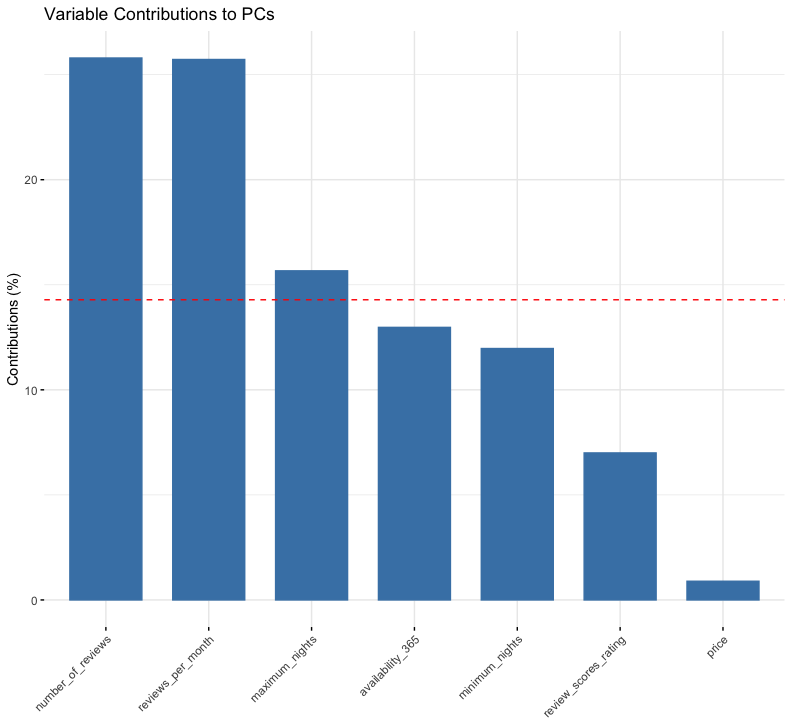 Variable Contributions to PCs
Contributions (%)
20
10
0
number_of_reviews
reviews_per_month
maximum_nights
availability_365
minimum_nights
review_scores_rating
price